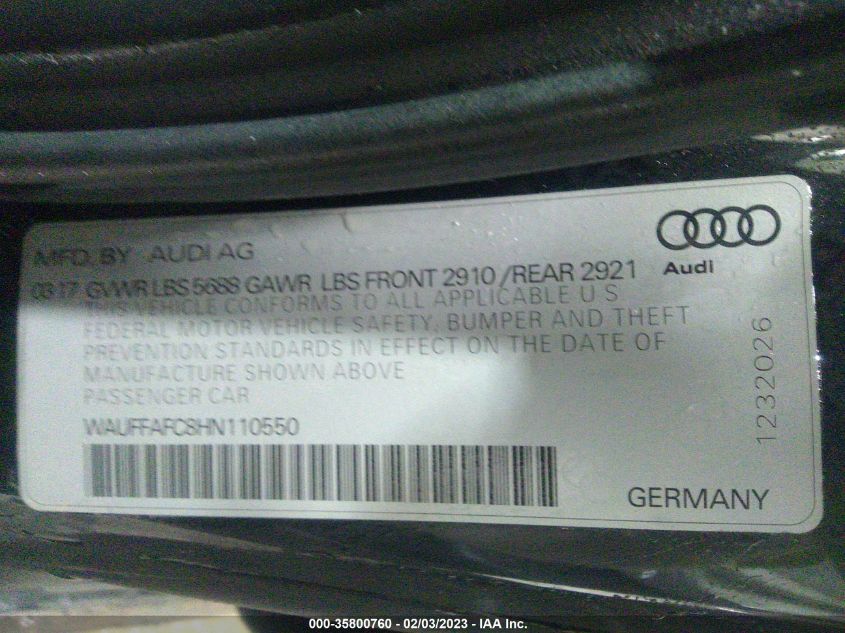 MFD. BY AUDI AG
Audi
03 17 GVWR LBS 5688 GAWR LBS FRONT 2910 /REAR 2921
THIS VEHICLE CONFORMS TO ALL APPLICABLE U S
FEDERAL MOTOR VEHICLE SAFETY, BUMPER AND THEFT
PREVENTION STANDARDS IN EFFECT ON THE DATE OF
MANUFACTURE SHOWN ABOVE
PASSENGER CAR
WAUFFAFC8HN110550
1232026
GERMANY
000-35800760 - 02/03/2023 - IAA Inc.